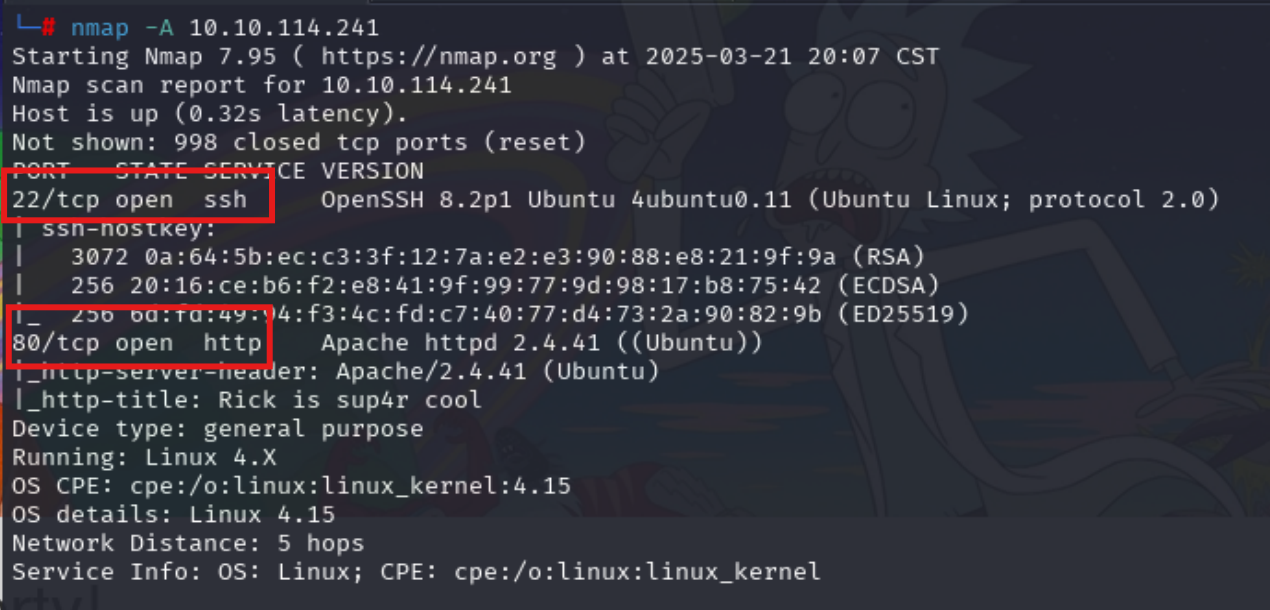 └─# nmap -A 10.10.114.241
Starting Nmap 7.95 ( https://nmap.org ) at 2025-03-21 20:07 CST
Nmap scan report for 10.10.114.241
Host is up (0.32s latency).
Not shown: 998 closed tcp ports (reset)
PORT   STATE SERVICE VERSION
22/tcp open  ssh     OpenSSH 8.2p1 Ubuntu 4ubuntu0.11 (Ubuntu Linux; protocol 2.0)
| ssh-hostkey:
|   3072 0a:64:5b:ec:c3:3f:12:7a:e2:e3:90:88:e8:21:9f:9a (RSA)
|   256 20:16:ce:b6:f2:e8:41:9f:99:77:9d:98:17:b8:75:42 (ECDSA)
|_  256 6d:fd:49:94:f3:4c:fd:c7:40:77:d4:73:2a:90:82:9b (ED25519)
80/tcp open  http    Apache httpd 2.4.41 ((Ubuntu))
|_http-server-header: Apache/2.4.41 (Ubuntu)
|_http-title: Rick is sup4r cool
Device type: general purpose
Running: Linux 4.X
OS CPE: cpe:/o:linux:linux_kernel:4.15
OS details: Linux 4.15
Network Distance: 5 hops
Service Info: OS: Linux; CPE: cpe:/o:linux:linux_kernel